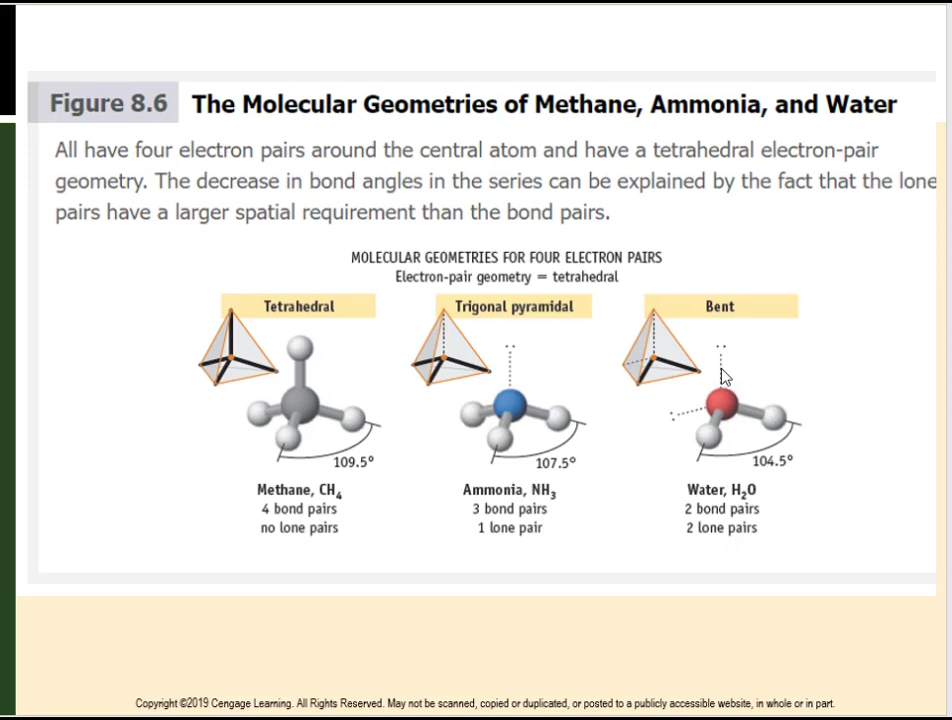 Figure 8.6 The Molecular Geometries of Methane, Ammonia, and Water
All have four electron pairs around the central atom and have a tetrahedral electron-pair
geometry. The decrease in bond angles in the series can be explained by the fact that the lone
pairs have a larger spatial requirement than the bond pairs.
MOLECULAR GEOMETRIES FOR FOUR ELECTRON PAIRS
Electron-pair geometry = tetrahedral
Tetrahedral Trigonal pyramidal Bent
109.5° 107.5° 104.5°
Methane, CH₄ Ammonia, NH₃ Water, H₂O
4 bond pairs 3 bond pairs 2 bond pairs
no lone pairs 1 lone pair 2 lone pairs
Copyright ©2019 Cengage Learning. All Rights Reserved. May not be scanned, copied or duplicated, or posted to a publicly accessible website, in whole or in part.